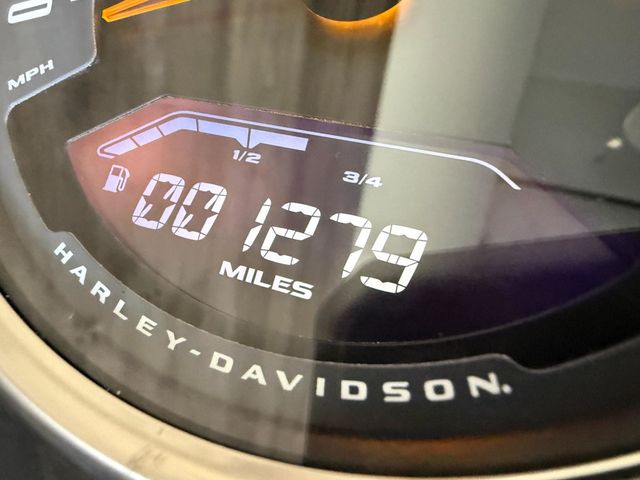 MPH
1/2
3/4
001279
MILES
HARLEY-DAVIDSON.